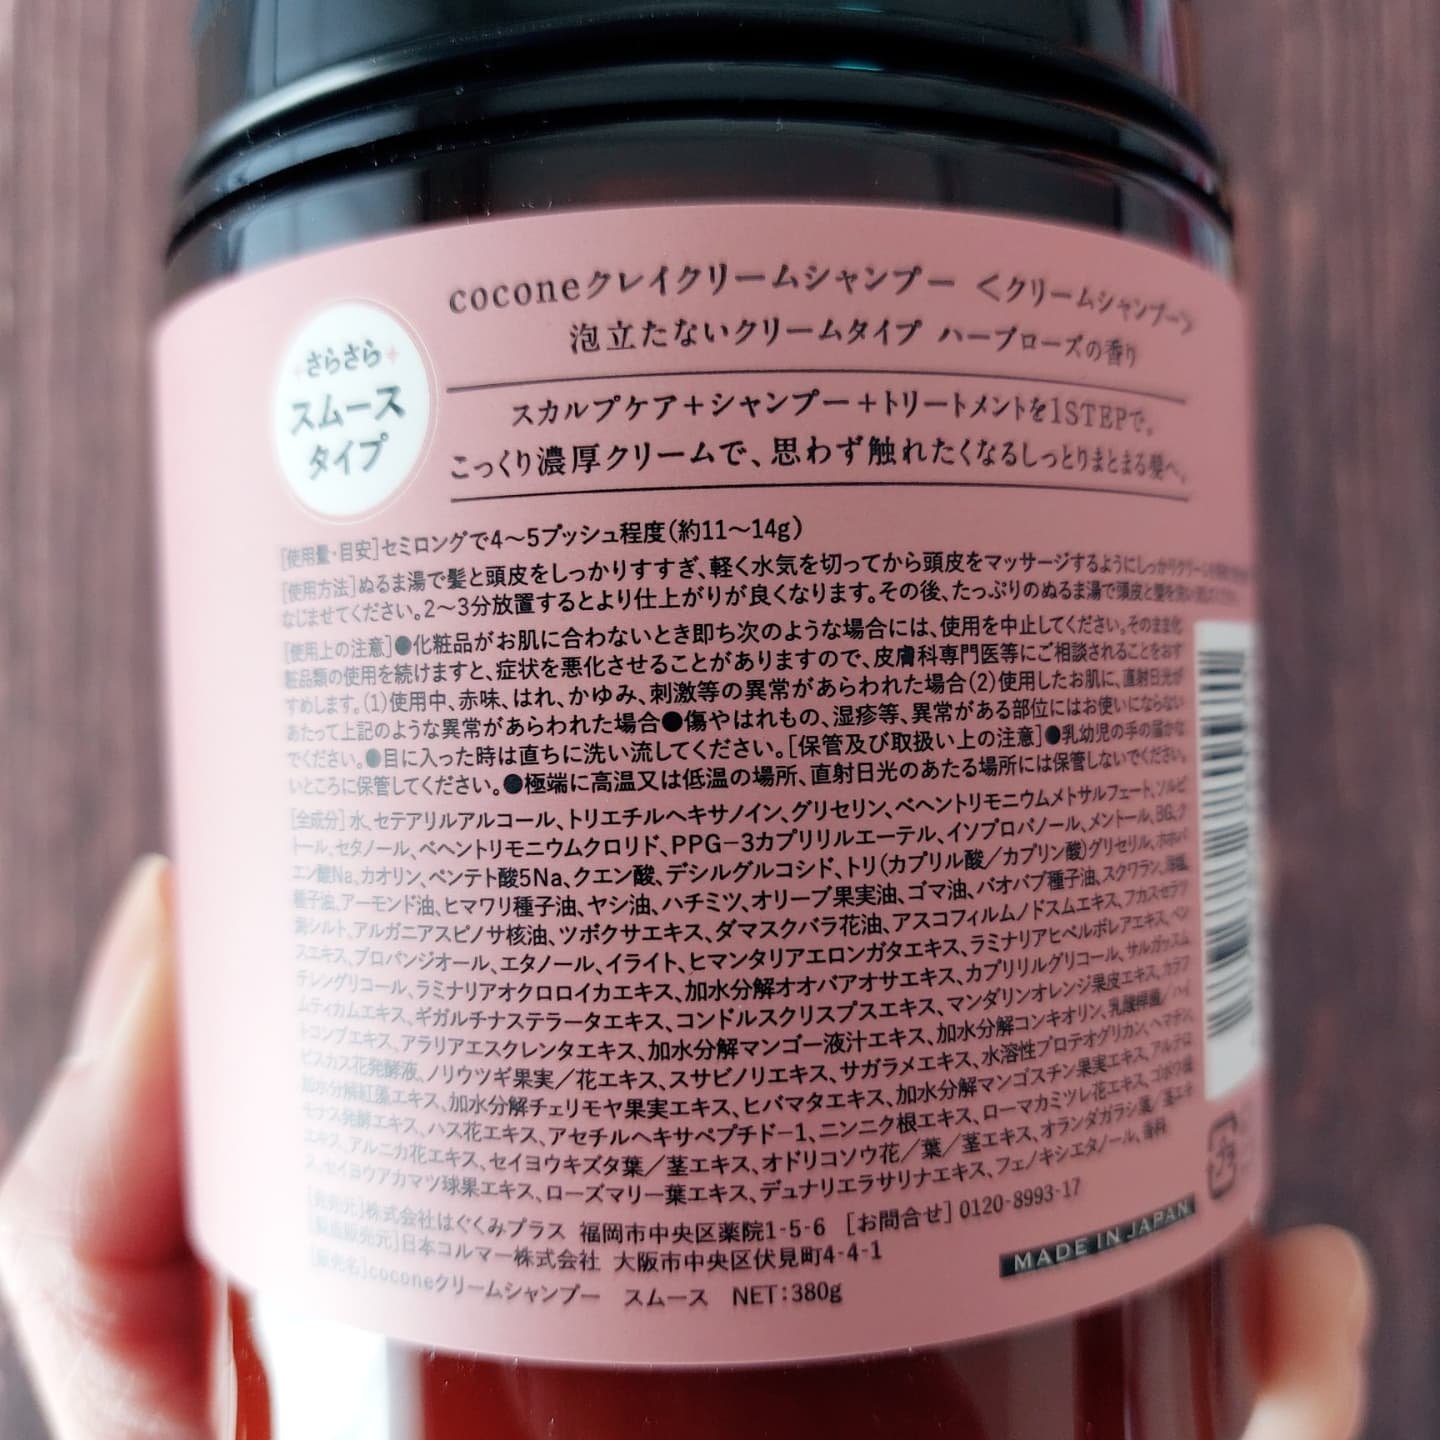 さらさら
スムース
タイプ
coconeクレイクリームシャンプー <クリームシャンプー>
泡立たないクリームタイプ ハーブローズの香り
スカルプケア+シャンプー+トリートメントを1STEPで。
こっくり濃厚クリームで、思わず触れたくなるしっとりまとまる髪へ。
[使用量・目安]セミロングで4〜5プッシュ程度(約11〜14g)
[使用方法]ぬるま湯で髪と頭皮をしっかりすすぎ、軽く水気を切ってから頭皮をマッサージするようにしっかりクリーム
なじませてください。2〜3分放置するとより仕上がりが良くなります。その後、たっぷりのぬるま湯で頭皮と髪を
[使用上の注意]●化粧品がお肌に合わないとき即ち次のような場合には、使用を中止してください。そのまま化
粧品類の使用を続けますと、症状を悪化させることがありますので、皮膚科専門医等にご相談されることをおす
すめします。(1)使用中、赤味、はれ、かゆみ、刺激等の異常があらわれた場合(2)使用したお肌に、直射日光が
あたって上記のような異常があらわれた場合●傷やはれもの、湿疹等、異常がある部位にはお使いにならない
でください。●目に入った時は直ちに洗い流してください。[保管及び取扱い上の注意]●乳幼児の手の届かな
いところに保管してください。●極端に高温又は低温の場所、直射日光のあたる場所には保管しないでください。
[全成分]水、セテアリルアルコール、トリエチルヘキサノイン、グリセリン、ベヘントリモニウムメトサルフェート、ソルビ
トール、セタノール、ベヘントリモニウムクロリド、PPG-3カプリリルエーテル、イソプロパノール、メントール、BG、ク
エン酸Na、カオリン、ペンテト酸5Na、クエン酸、デシルグルコシド、トリ(カプリル酸/カプリン酸)グリセリル、ホホバ
種子油、アーモンド油、ヒマワリ種子油、ヤシ油、ハチミツ、オリーブ果実油、ゴマ油、バオバブ種子油、スクワラン、海塩、
シルト、アルガニアスピノサ核油、ツボクサエキス、ダマスクバラ花油、アスコフィルムノドスムエキス、フカスセラツ
スエキス、プロパンジオール、エタノール、イライト、ヒマンタリアエロンガタエキス、ラミナリアヒペルボレアエキス、ペン
チレングリコール、ラミナリアオクロロイカエキス、加水分解オオバアオサエキス、カプリリルグリコール、サルガッスム
ムティカムエキス、ギガルチナステラータエキス、コンドルスクリスプスエキス、マンダリンオレンジ果皮エキス、カラフ
トコンブエキス、アラリアエスクレンタエキス、加水分解マンゴー液汁エキス、加水分解コンキオリン、乳酸桿菌/ハイ
ビスカス花発酵液、ノリウツギ果実/花エキス、スサビノリエキス、サガラメエキス、水溶性プロテオグリカン、ヘマチン、
加水分解紅藻エキス、加水分解チェリモヤ果実エキス、ヒバマタエキス、加水分解マンゴスチン果実エキス、アルテロ
モナス発酵エキス、ハス花エキス、アセチルヘキサペプチド-1、ニンニク根エキス、ローマカミツレ花エキス、ゴボウ根
エキス、アルニカ花エキス、セイヨウキズタ葉/茎エキス、オドリコソウ花/葉/茎エキス、オランダガラシ葉/茎エキ
ス、セイヨウアカマツ球果エキス、ローズマリー葉エキス、デュナリエラサリナエキス、フェノキシエタノール、香料
[発売元]株式会社はぐくみプラス 福岡市中央区薬院1-5-6 [お問合せ]0120-8993-17
[製造販売元]日本コルマー株式会社 大阪市中央区伏見町4-4-1
[販売名]coconeクリームシャンプー スムース NET:380g
MADE IN JAPAN
プラ